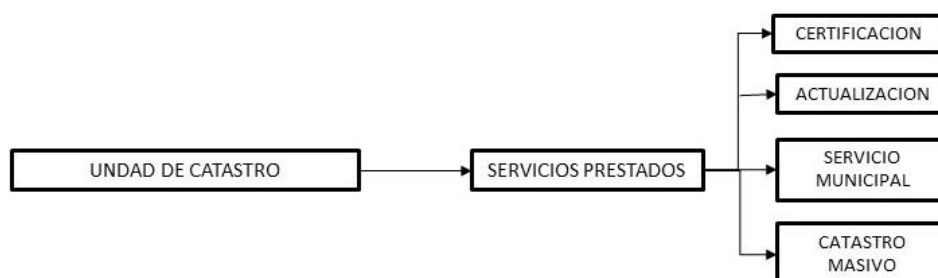 CERTIFICACION
ACTUALIZACION
UNDAD DE CATASTRO
SERVICIOS PRESTADOS
SERVICIO
MUNICIPAL
CATASTRO
MASIVO